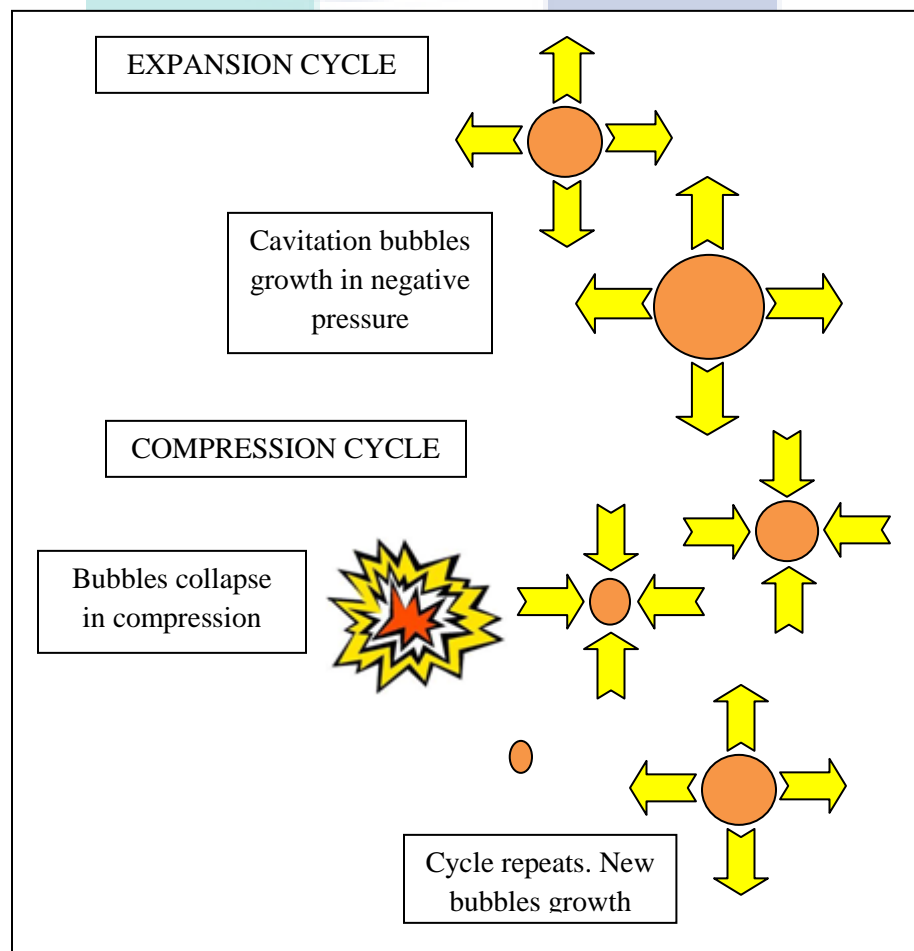 EXPANSION CYCLE
Cavitation bubbles
growth in negative
pressure
COMPRESSION CYCLE
Bubbles collapse
in compression
Cycle repeats. New
bubbles growth